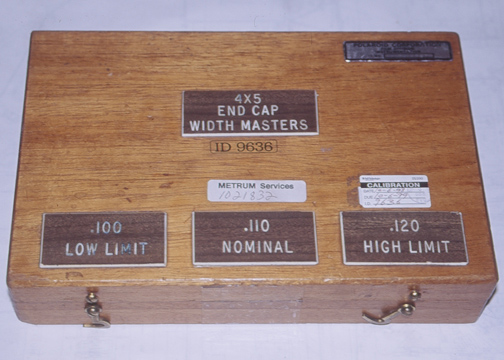 4X5
END CAP
WIDTH MASTERS
ID 9636
METRUM Services
1021832
CALIBRATION
.100
LOW LIMIT
.110
NOMINAL
.120
HIGH LIMIT